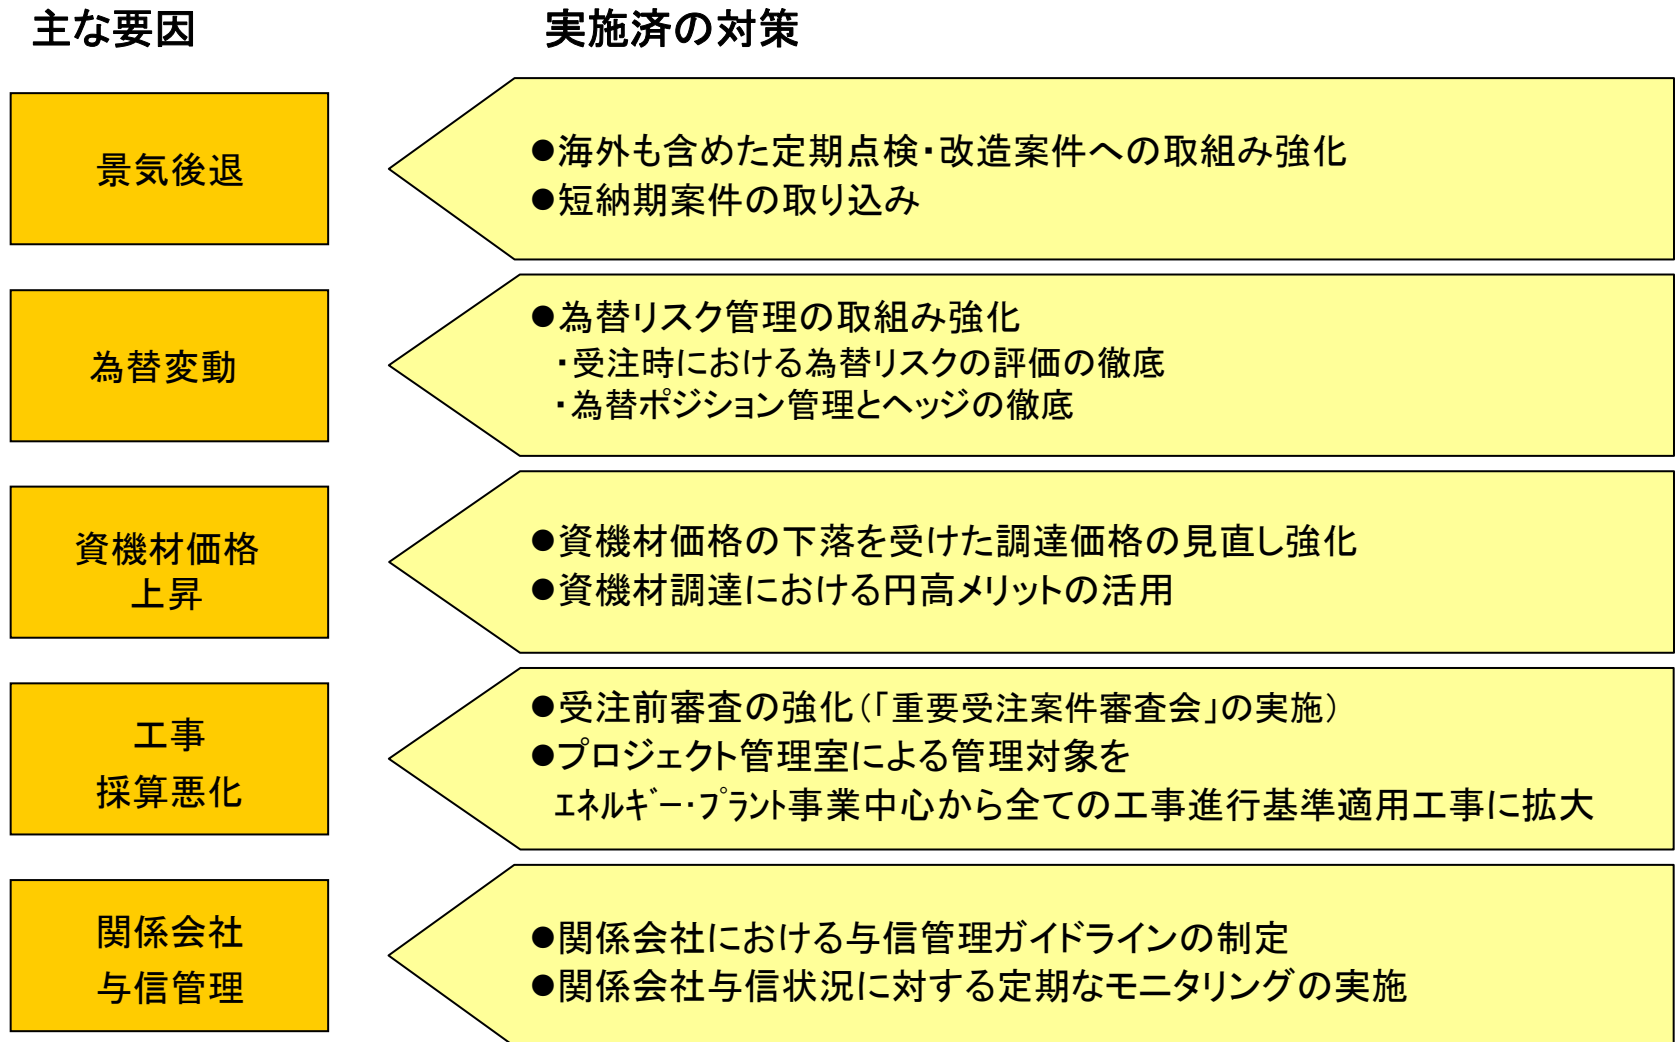 主な要因
実施済の対策
景気後退
●海外も含めた定期点検・改造案件への取組み強化
●短納期案件の取り込み
為替変動
●為替リスク管理の取組み強化
・受注時における為替リスクの評価の徹底
・為替ポジション管理とヘッジの徹底
資機材価格
上昇
●資機材価格の下落を受けた調達価格の見直し強化
●資機材調達における円高メリットの活用
工事
採算悪化
●受注前審査の強化（「重要受注案件審査会」の実施）
●プロジェクト管理室による管理対象を
ｴﾈﾙｷﾞｰ・ﾌﾟﾗﾝﾄ事業中心から全ての工事進行基準適用工事に拡大
関係会社
与信管理
●関係会社における与信管理ガイドラインの制定
●関係会社与信状況に対する定期なモニタリングの実施